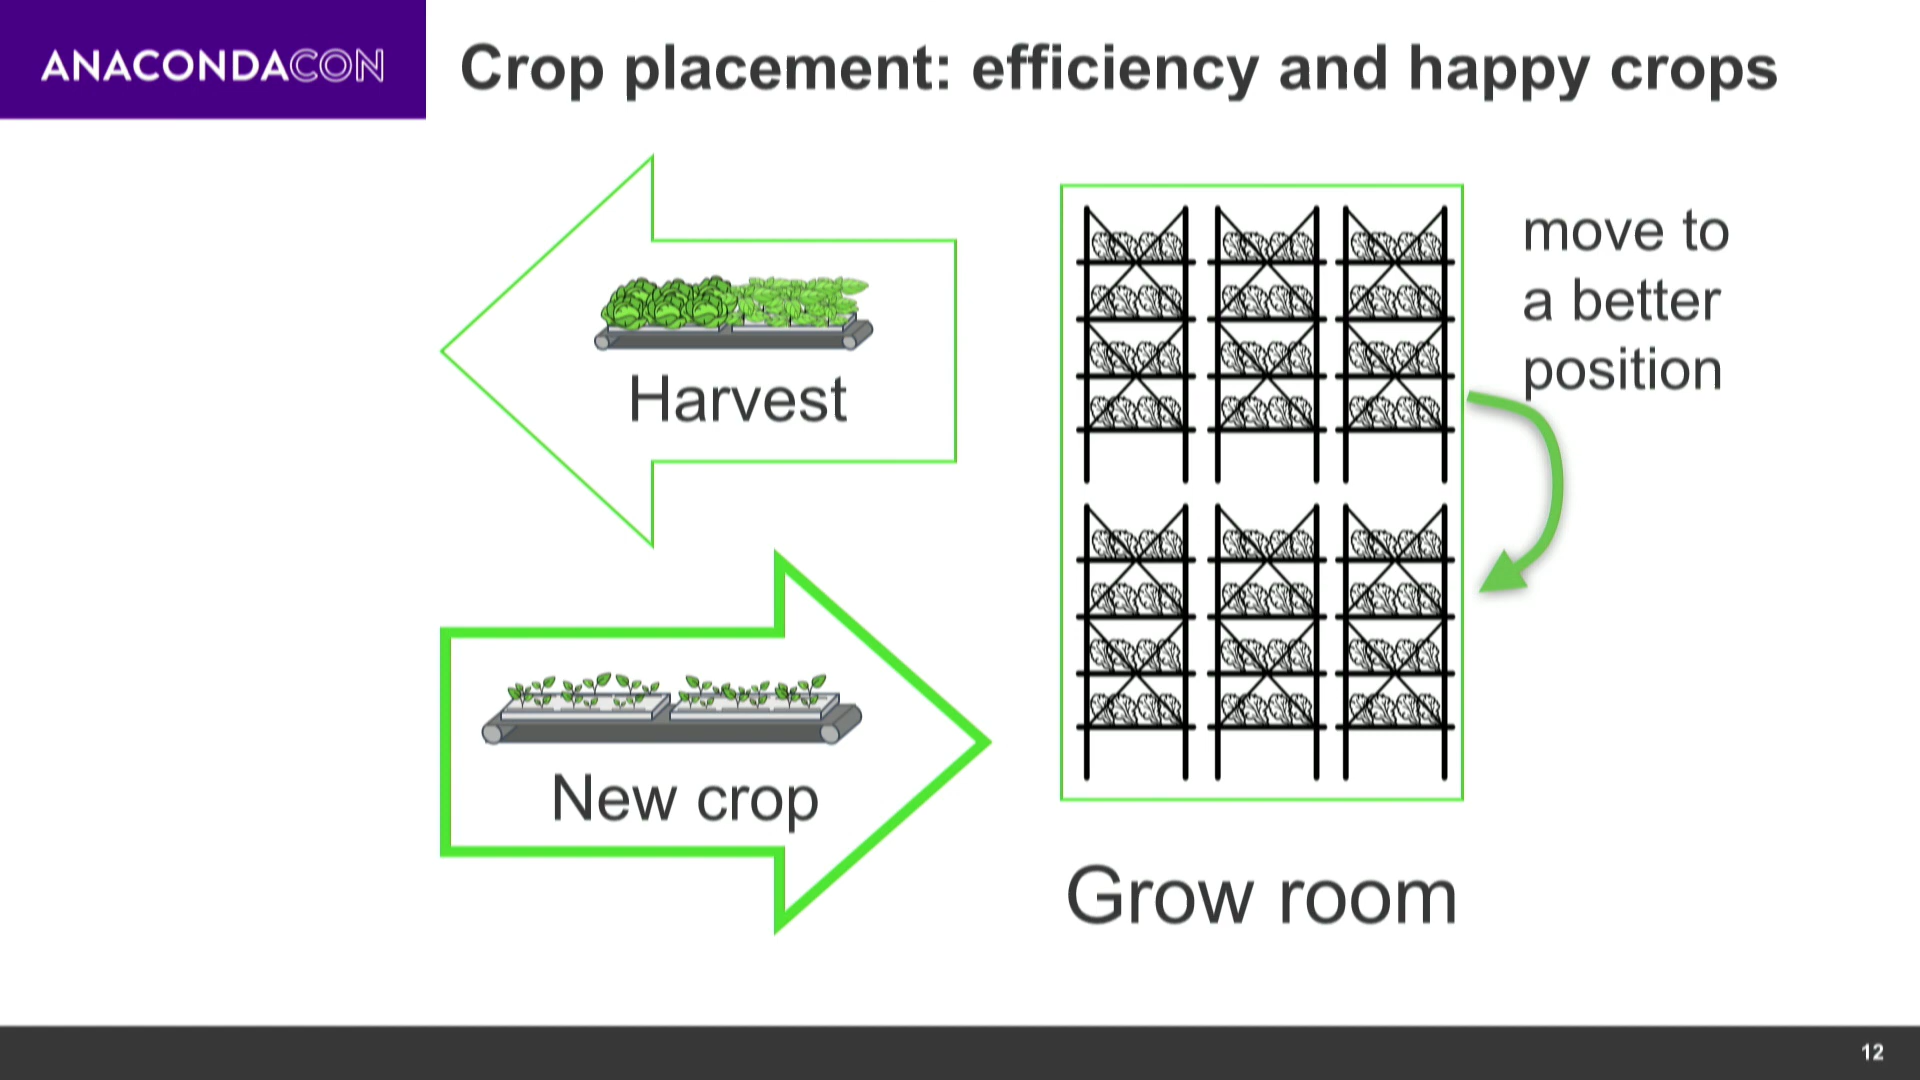 ANACONDACON
Crop placement: efficiency and happy crops
Harvest
New crop
move to
a better
position
Grow room
12